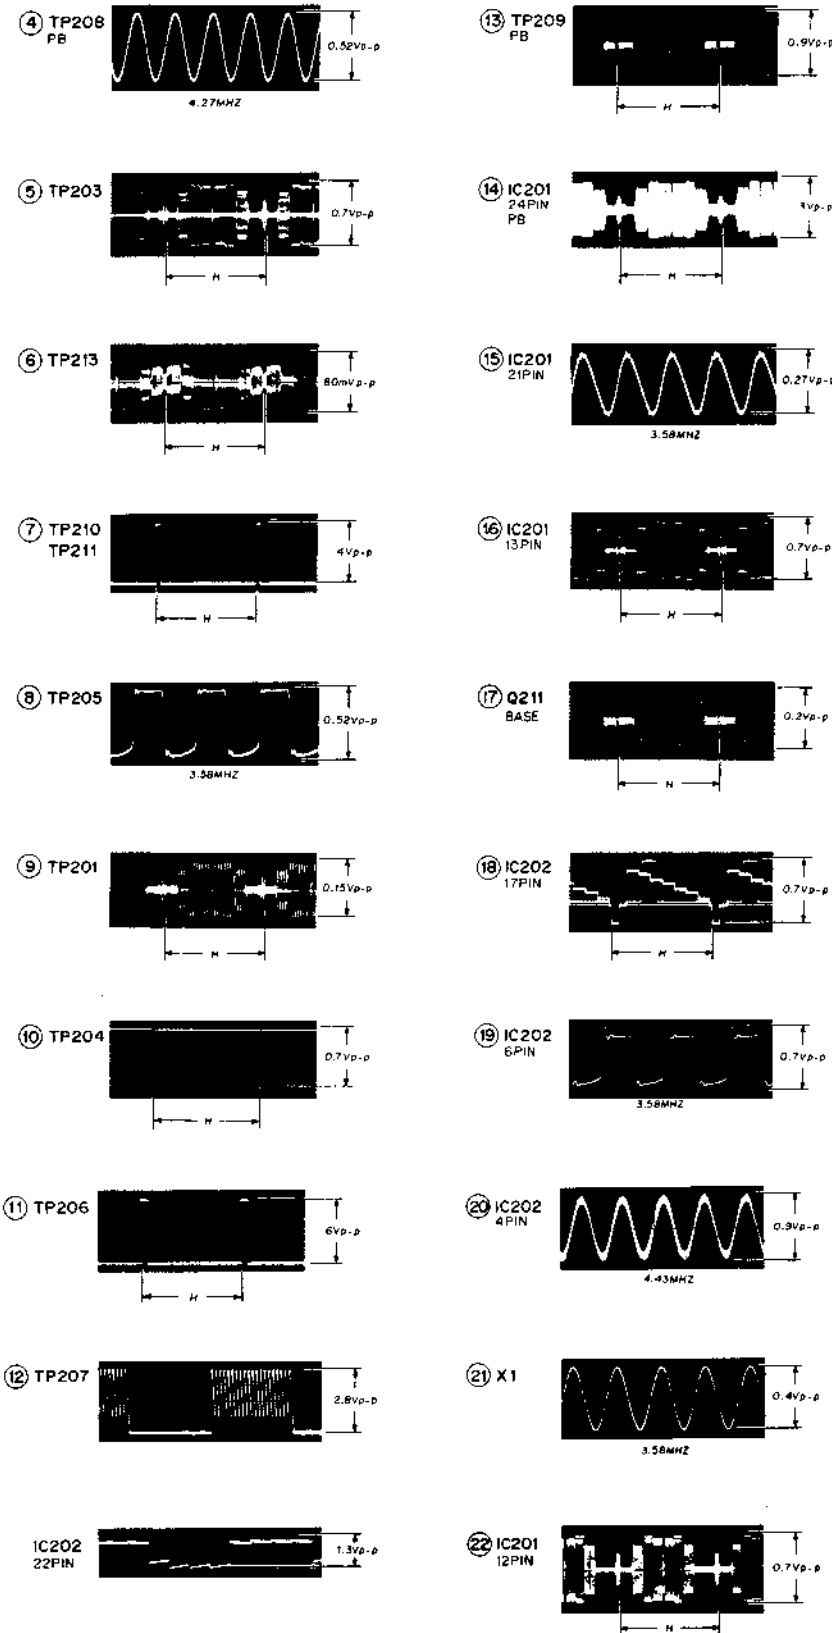 ④ TP208
PB
0.52Vp-p
4.27MHZ
⑤ TP203
0.7Vp-p
H
⑥ TP213
80mVp-p
H
⑦ TP210
TP211
4Vp-p
H
⑧ TP205
0.52Vp-p
3.58MHZ
⑨ TP201
0.15Vp-p
H
⑩ TP204
0.7Vp-p
H
⑪ TP206
6Vp-p
H
⑫ TP207
2.8Vp-p
IC202
22PIN
1.3Vp-p
⑬ TP209
PB
0.9Vp-p
H
⑭ IC201
24PIN
PB
3Vp-p
H
⑮ IC201
21PIN
0.27Vp-p
3.58MHZ
⑯ IC201
13PIN
0.7Vp-p
H
⑰ Q211
BASE
0.2Vp-p
H
⑱ IC202
17PIN
0.7Vp-p
H
⑲ IC202
6PIN
0.7Vp-p
3.58MHZ
⑳ IC202
4PIN
0.9Vp-p
4.43MHZ
㉑ X1
0.4Vp-p
3.58MHZ
㉒ IC201
12PIN
0.7Vp-p
H